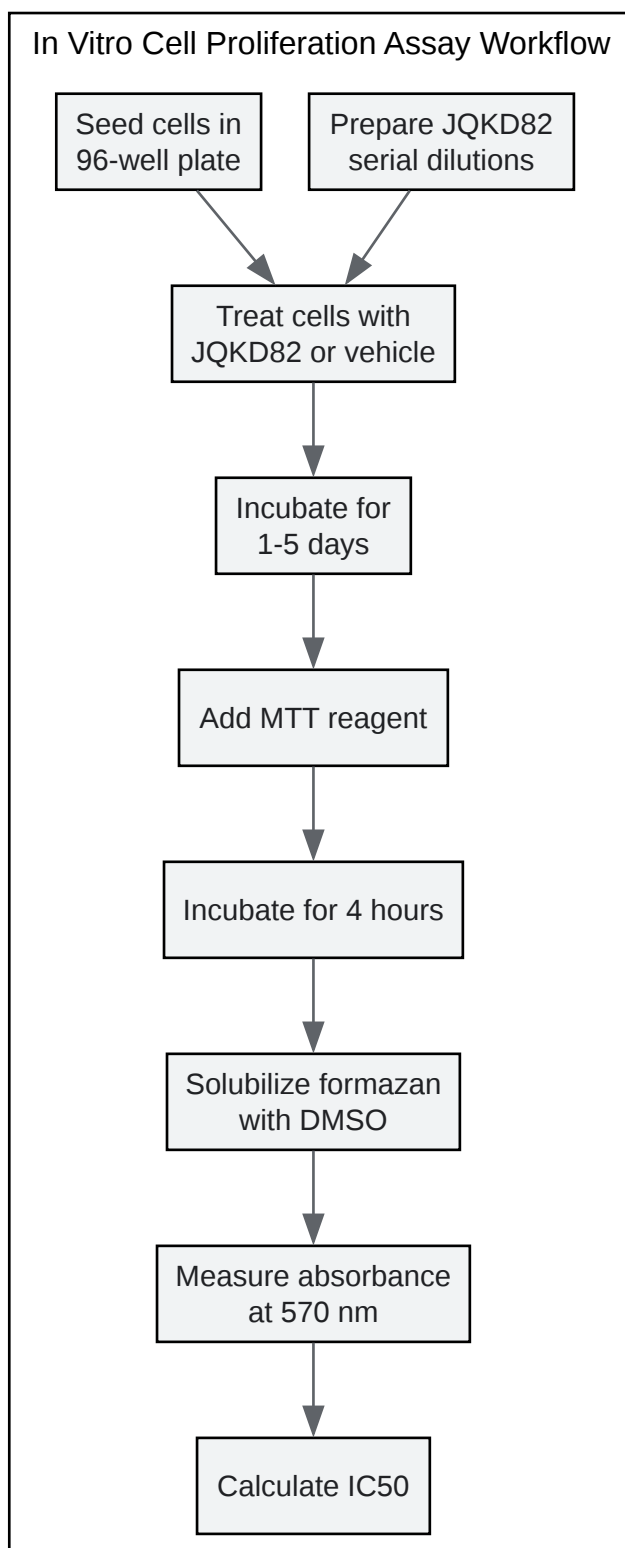 In Vitro Cell Proliferation Assay Workflow
Seed cells in
96-well plate
Prepare JQKD82
serial dilutions
Treat cells with
JQKD82 or vehicle
Incubate for
1-5 days
Add MTT reagent
Incubate for 4 hours
Solubilize formazan
with DMSO
Measure absorbance
at 570 nm
Calculate IC50